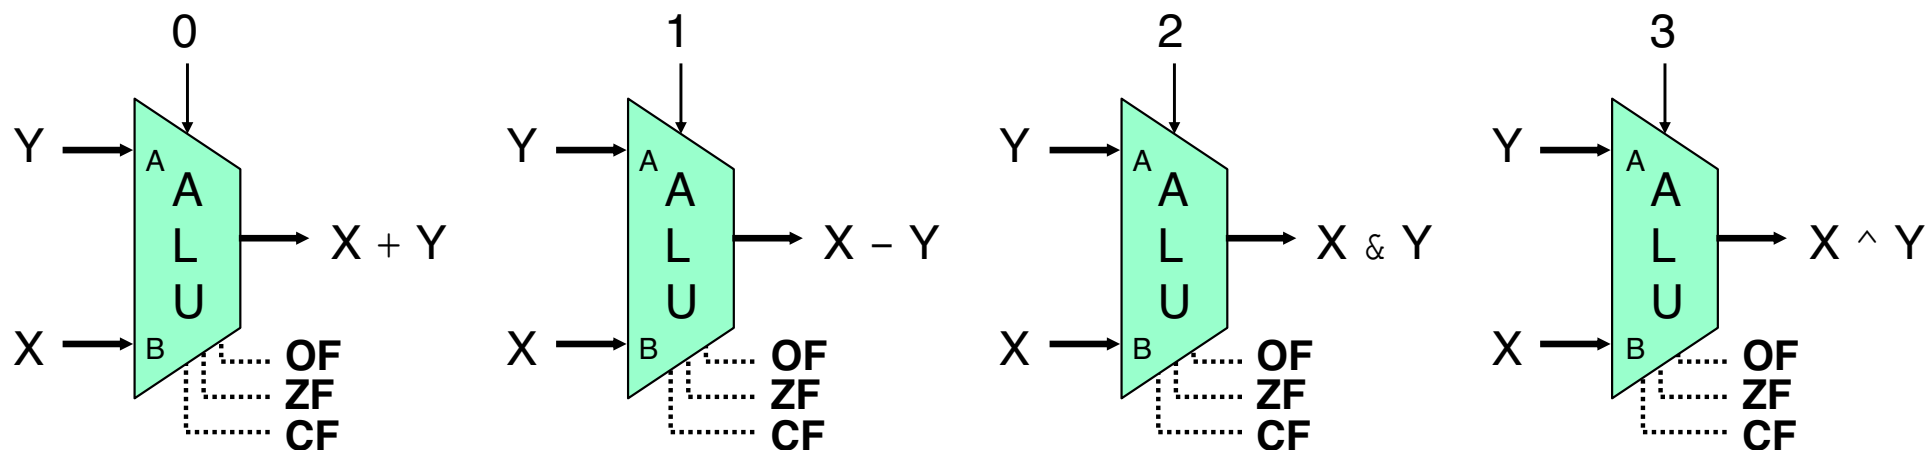 0 1 2 3
Y A Y A Y A Y A
A A A A
L X + Y L X - Y L X & Y L X ^ Y
U U U U
X B X B X B X B
OF OF OF OF
ZF ZF ZF ZF
CF CF CF CF